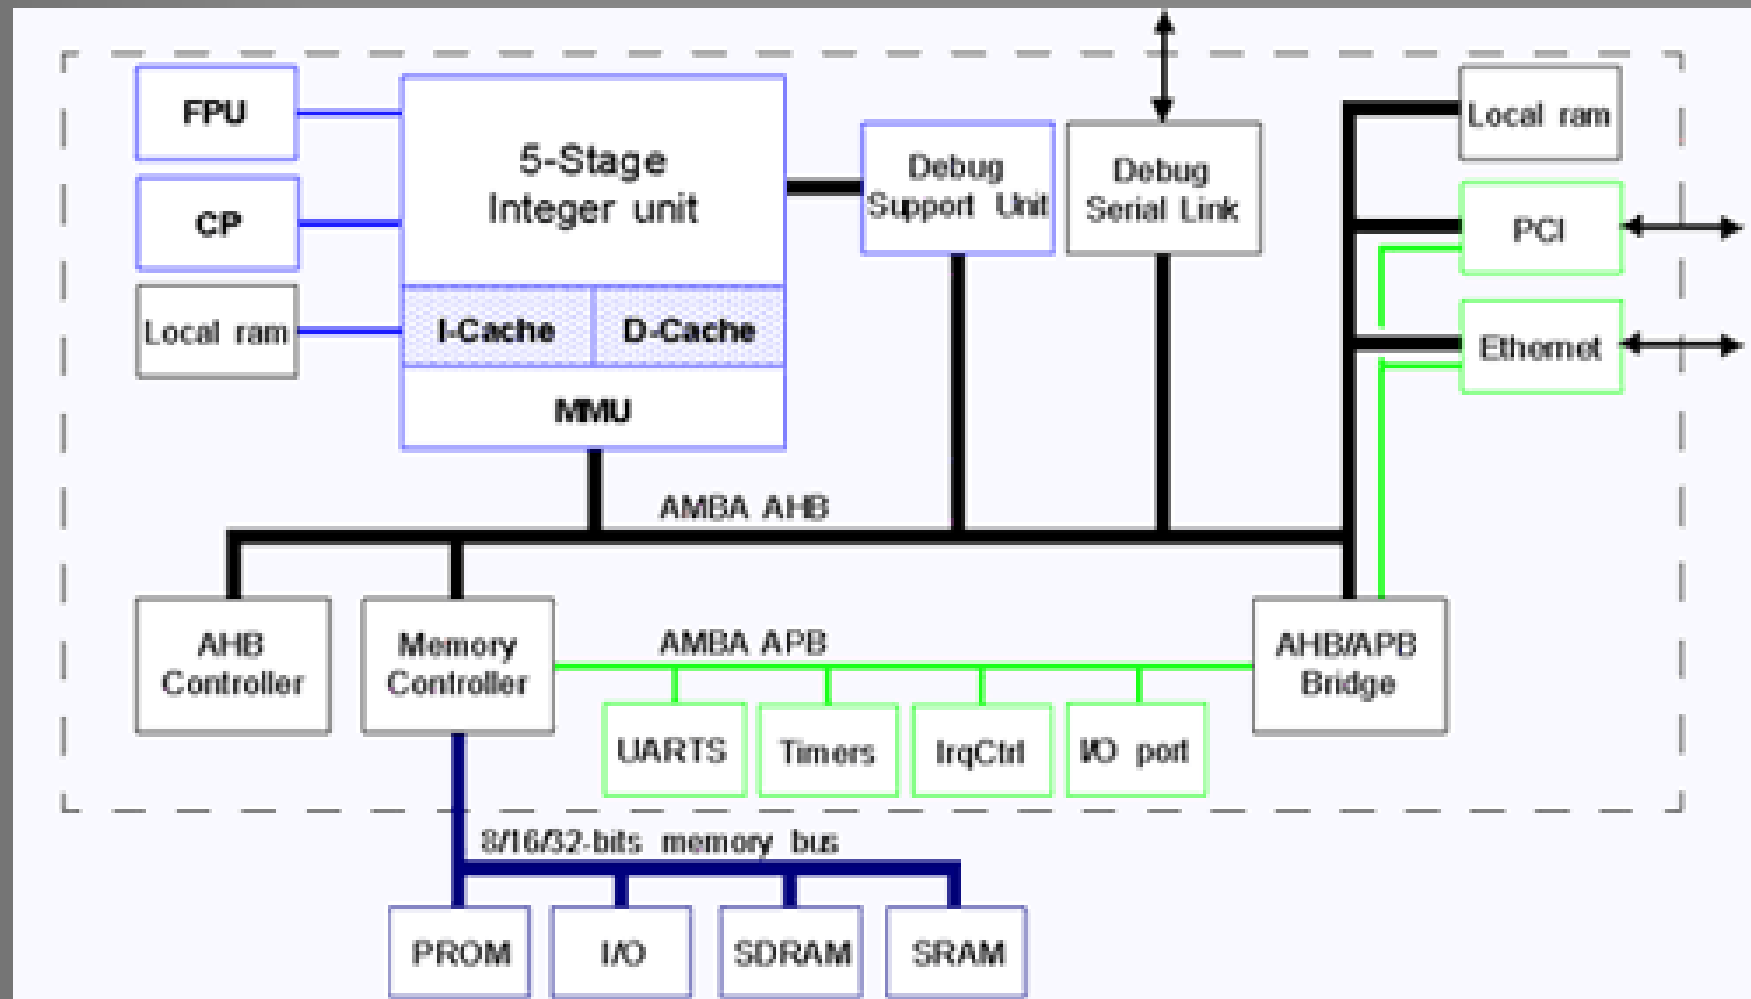 FPU
5-Stage
Integer unit
Debug
Support Unit
Debug
Serial Link
Local ram
CP
PCI
Local ram
I-Cache
D-Cache
Ethernet
MMU
AMBA AHB
AHB
Controller
Memory
Controller
AMBA APB
AHB/APB
Bridge
UARTS
Timers
IrqCtrl
I/O port
8/16/32-bits memory bus
PROM
I/O
SDRAM
SRAM